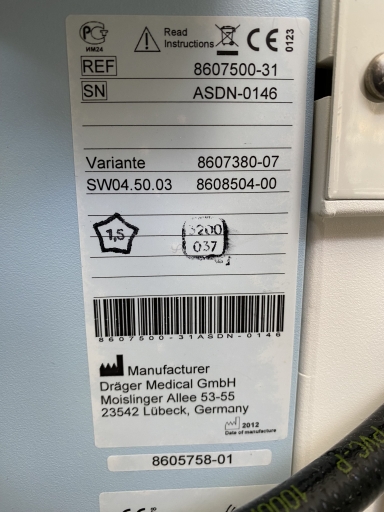 ИМ24
Read
Instructions
0123
REF 8607500-31
SN ASDN-0146
Variante 8607380-07
SW04.50.03 8608504-00
1,5
3200
037
8607500-31ASDN-0146
Manufacturer
Dräger Medical GmbH
Moislinger Allee 53-55
23542 Lübeck, Germany
2012
Date of manufacture
8605758-01